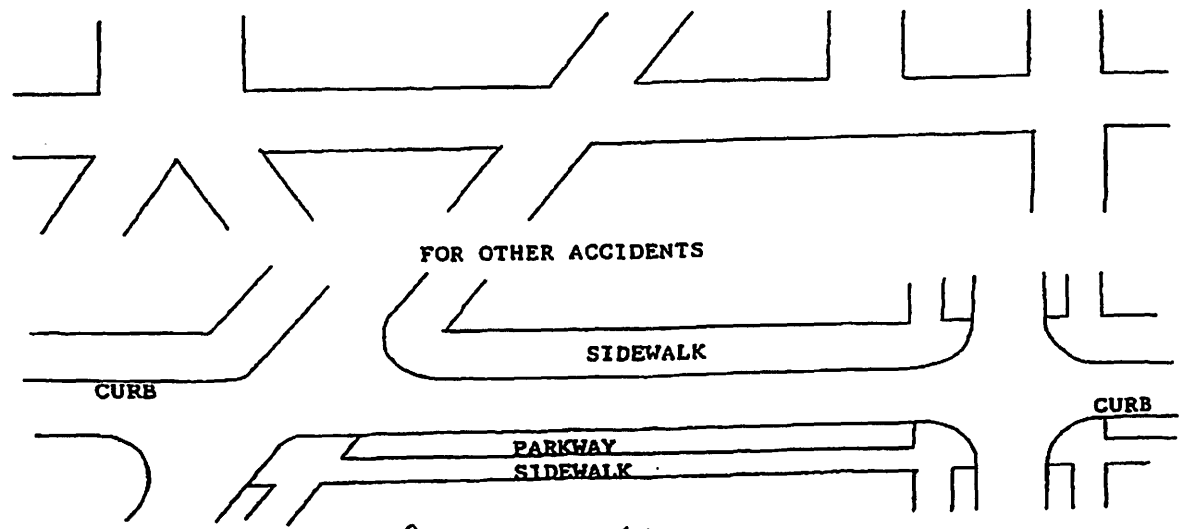 FOR OTHER ACCIDENTS
SIDEWALK
CURB
CURB
PARKWAY
SIDEWALK